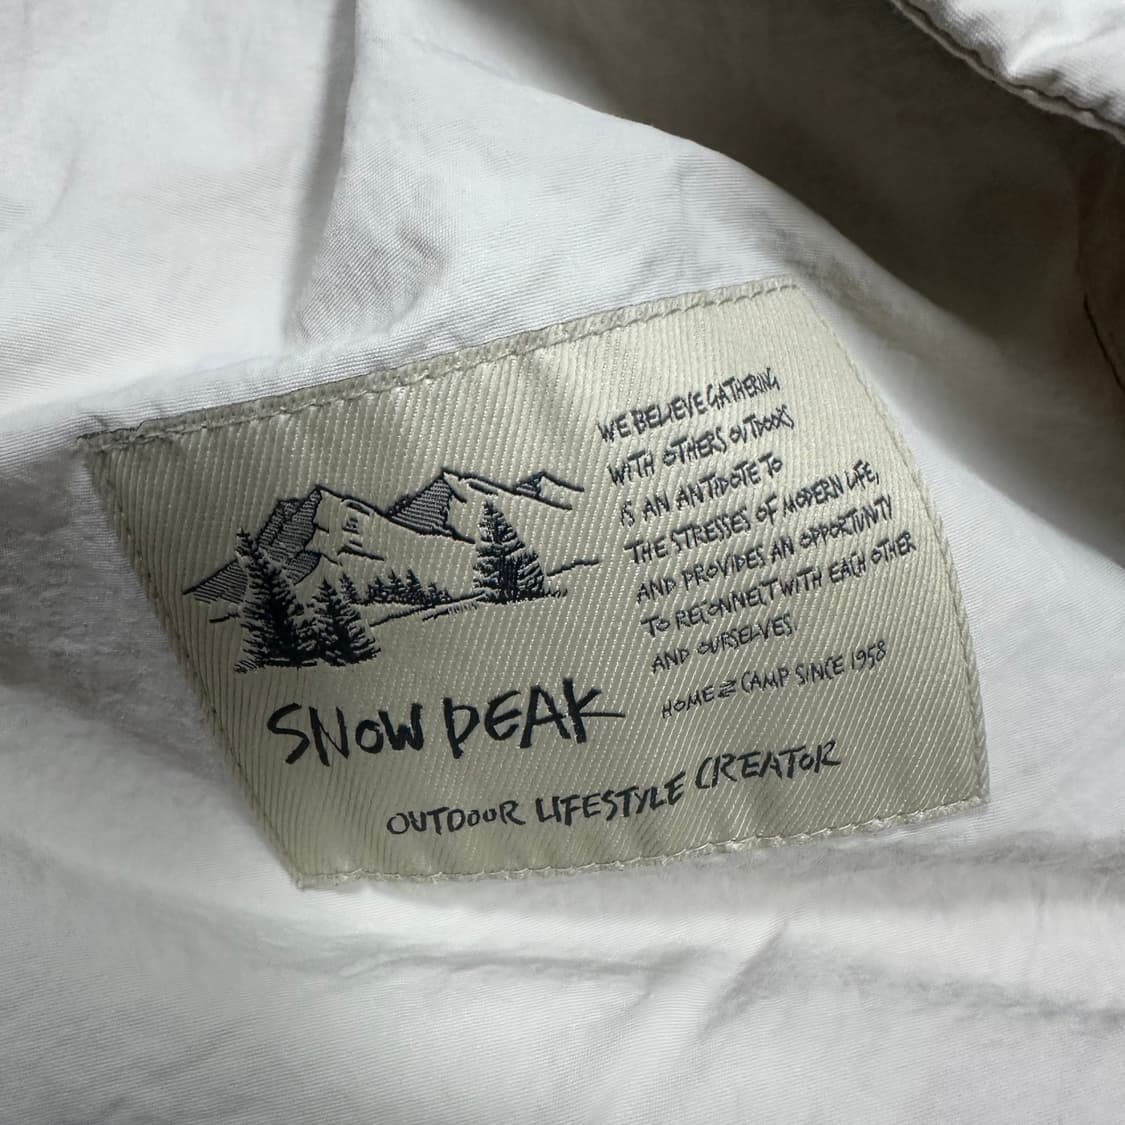 WE BELIEVE GATHERING
WITH OTHERS OUTDOORS
IS AN ANTIDOTE TO
THE STRESSES OF MODERN LIFE,
AND PROVIDES AN OPPORTUNITY
TO RECONNECT WITH EACH OTHER
AND OURSELVES
HOME⇄CAMP SINCE 1958
SNOW PEAK
OUTDOOR LIFESTYLE CREATOR